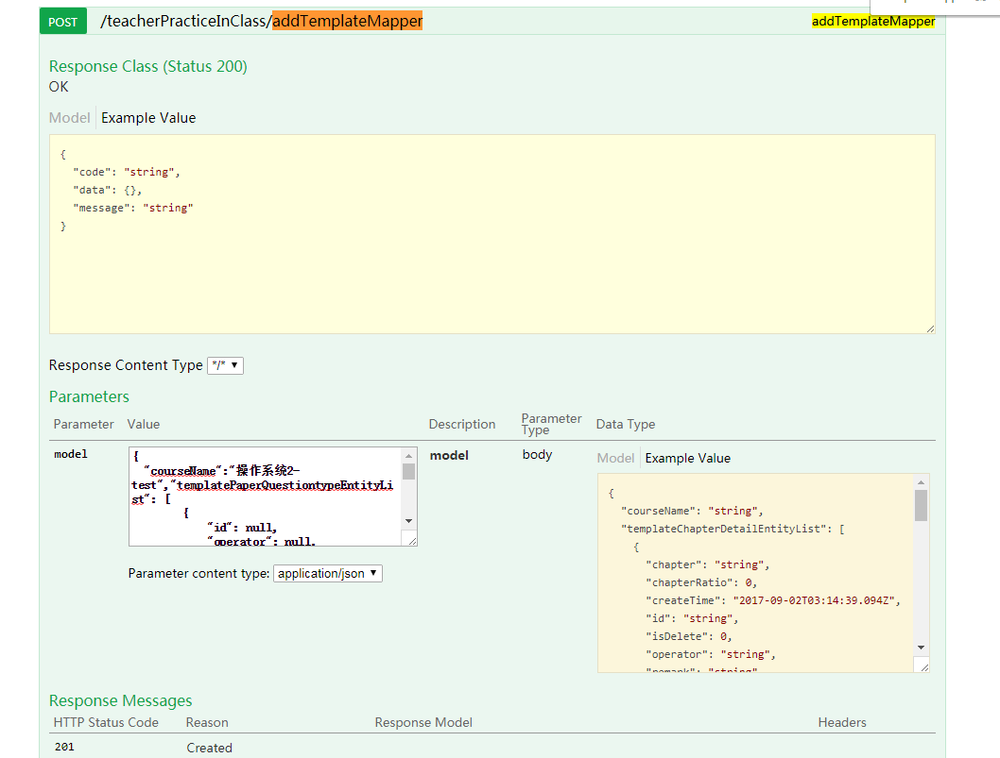 POST /teacherPracticeInClass/addTemplateMapper addTemplateMapper
Response Class (Status 200)
OK
Model Example Value
{
"code": "string",
"data": {},
"message": "string"
}
Response Content Type */*
Parameters
Parameter Value Description Parameter Type Data Type
model
{
"courseName":"操作系统2-
test","templatePaperQuestiontypeEntityLi
st": [
{
"id": null,
"operator": null,
Parameter content type: application/json
model
body
Model Example Value
{
"courseName": "string",
"templateChapterDetailEntityList": [
{
"chapter": "string",
"chapterRatio": 0,
"createTime": "2017-09-02T03:14:39.094Z",
"id": "string",
"isDelete": 0,
"operator": "string",
"remark": "string"
Response Messages
HTTP Status Code Reason Response Model Headers
201 Created